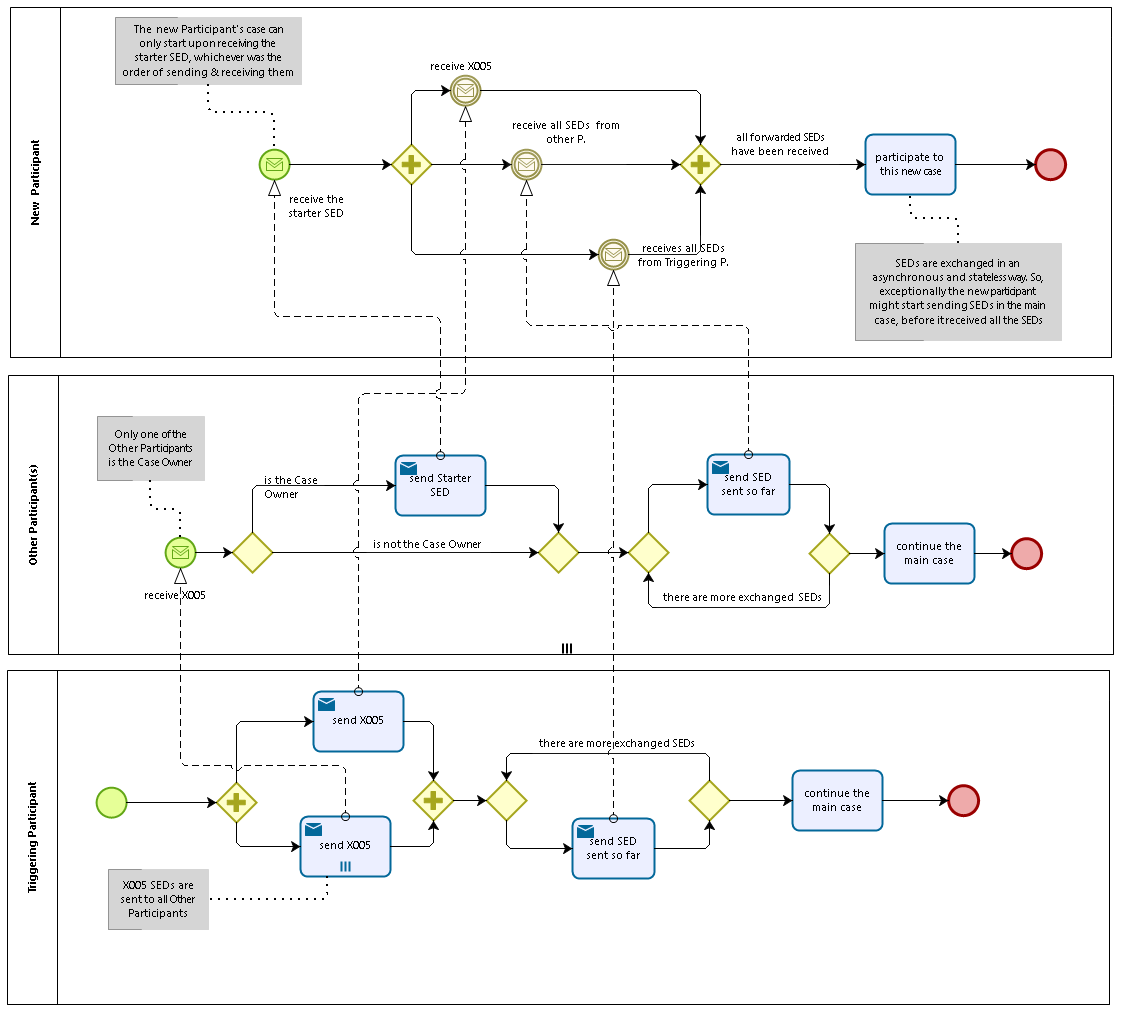 New Participant
The new Participant's case can
only start upon receiving the
starter SED, whichever was the
order of sending & receiving them
receive X005
receive all SEDs from
other P.
all forwarded SEDs
have been received
participate to
this new case
receive the
starter SED
receives all SEDs
from Triggering P.
SEDs are exchanged in an
asynchronous and stateless way. So,
exceptionally the new participant
might start sending SEDs in the main
case, before it received all the SEDs
Other Participant(s)
Only one of the
Other Participants
is the Case Owner
is the Case
Owner
send Starter
SED
send SED
sent so far
is not the Case Owner
continue the
main case
receive X005
there are more exchanged SEDs
Triggering Participant
send X005
there are more exchanged SEDs
continue the
main case
send X005
send SED
sent so far
X005 SEDs are
sent to all Other
Participants